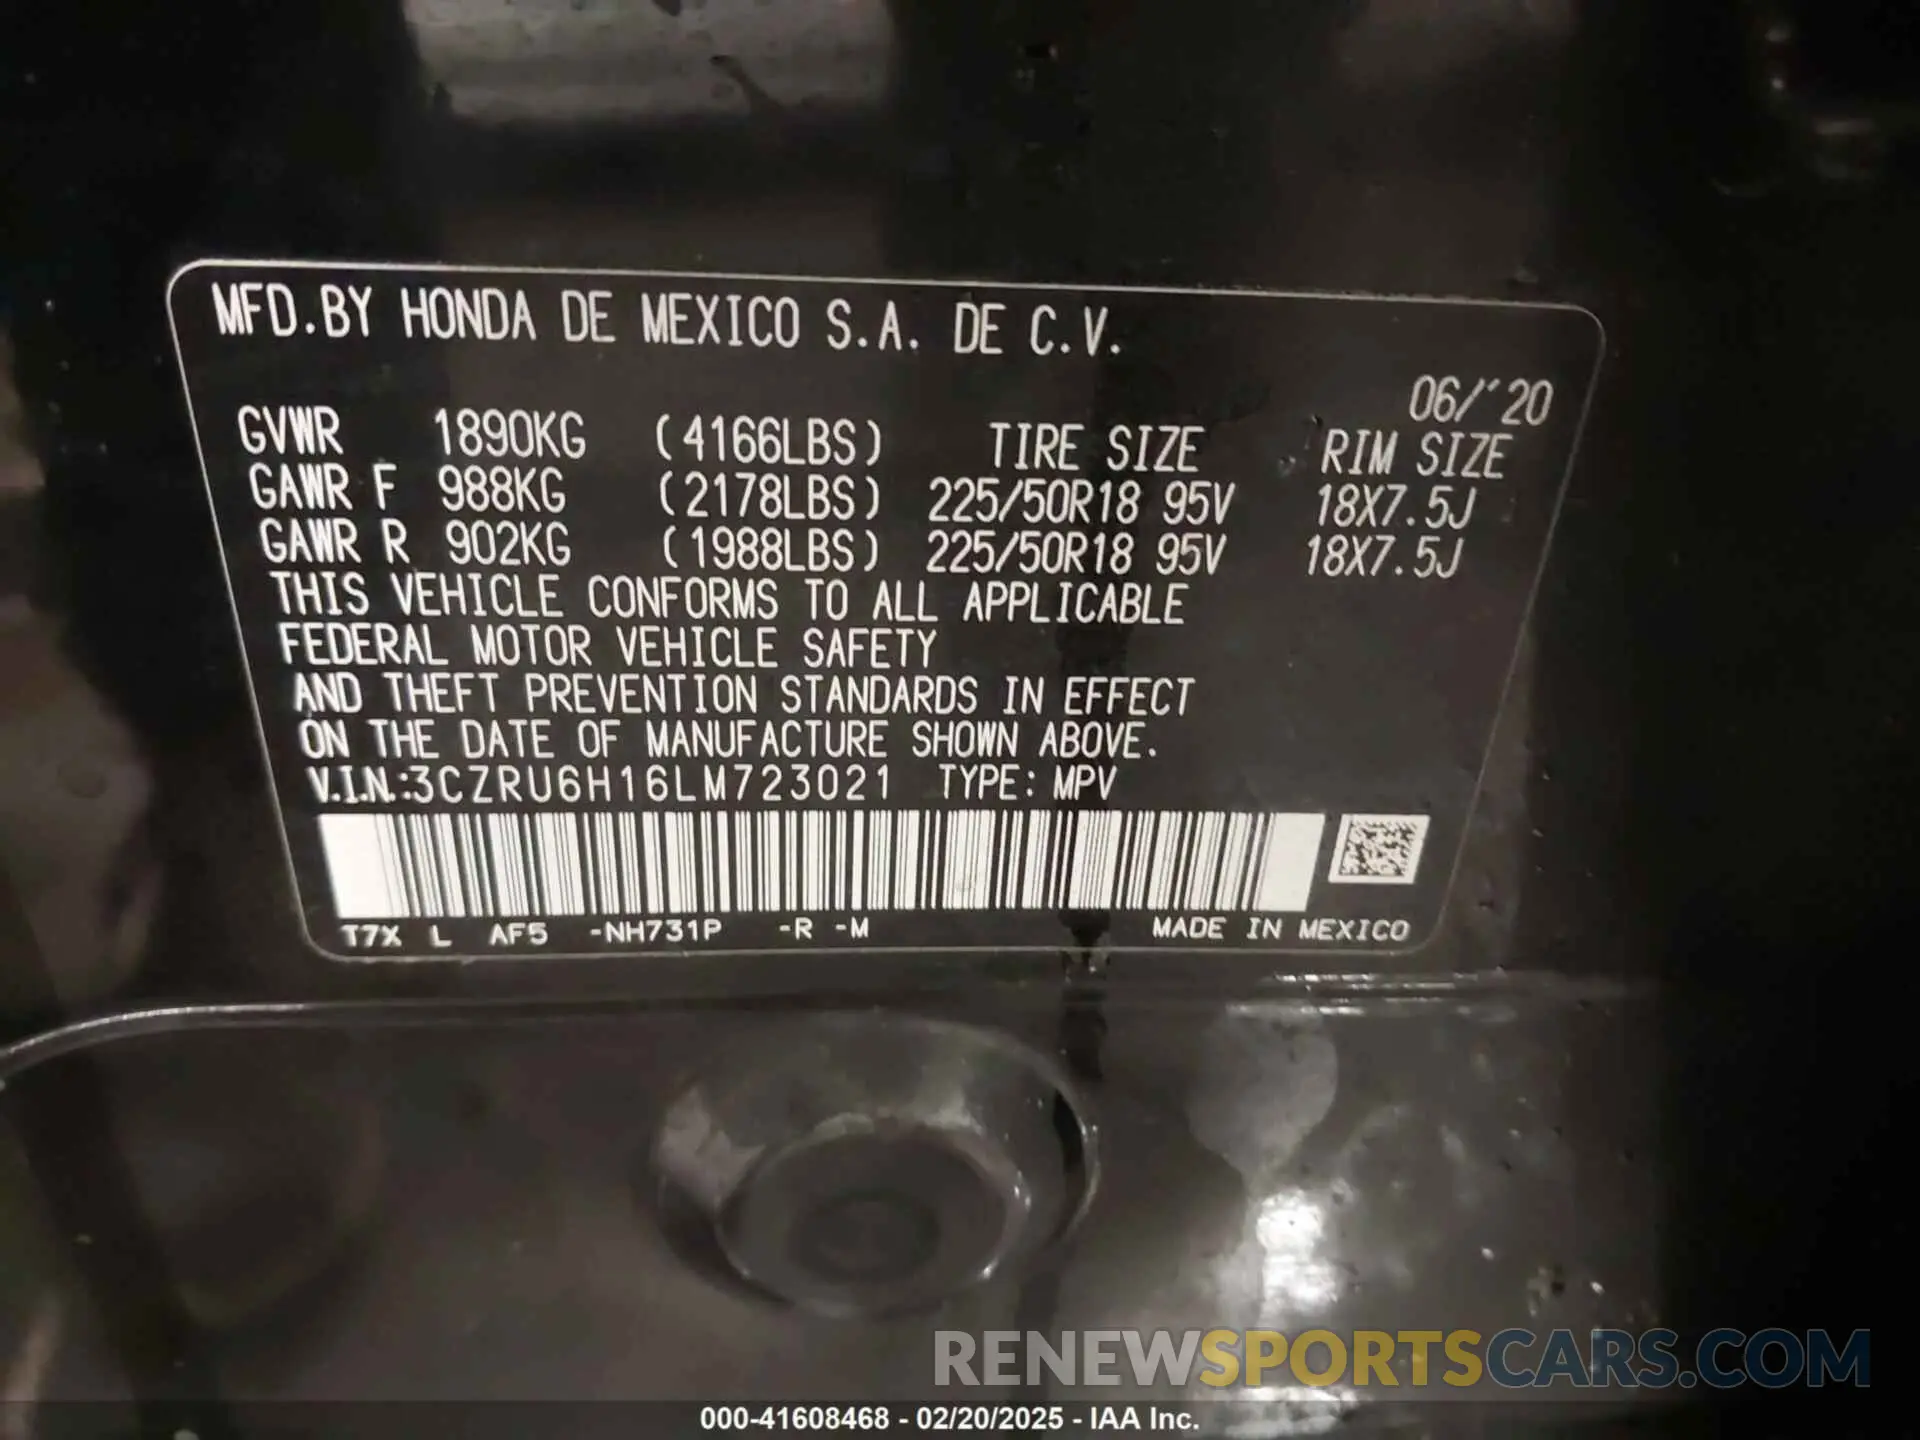 MFD.BY HONDA DE MEXICO S.A. DE C.V.
06/'20
GVWR 1890KG (4166LBS) TIRE SIZE RIM SIZE
GAWR F 988KG (2178LBS) 225/50R18 95V 18X7.5J
GAWR R 902KG (1988LBS) 225/50R18 95V 18X7.5J
THIS VEHICLE CONFORMS TO ALL APPLICABLE
FEDERAL MOTOR VEHICLE SAFETY
AND THEFT PREVENTION STANDARDS IN EFFECT
ON THE DATE OF MANUFACTURE SHOWN ABOVE.
V.I.N.:3CZRU6H16LM723021 TYPE: MPV
T7X L AF5 -NH731P -R -M MADE IN MEXICO
RENEWSPORTSCARS.COM
000-41608468 - 02/20/2025 - IAA Inc.